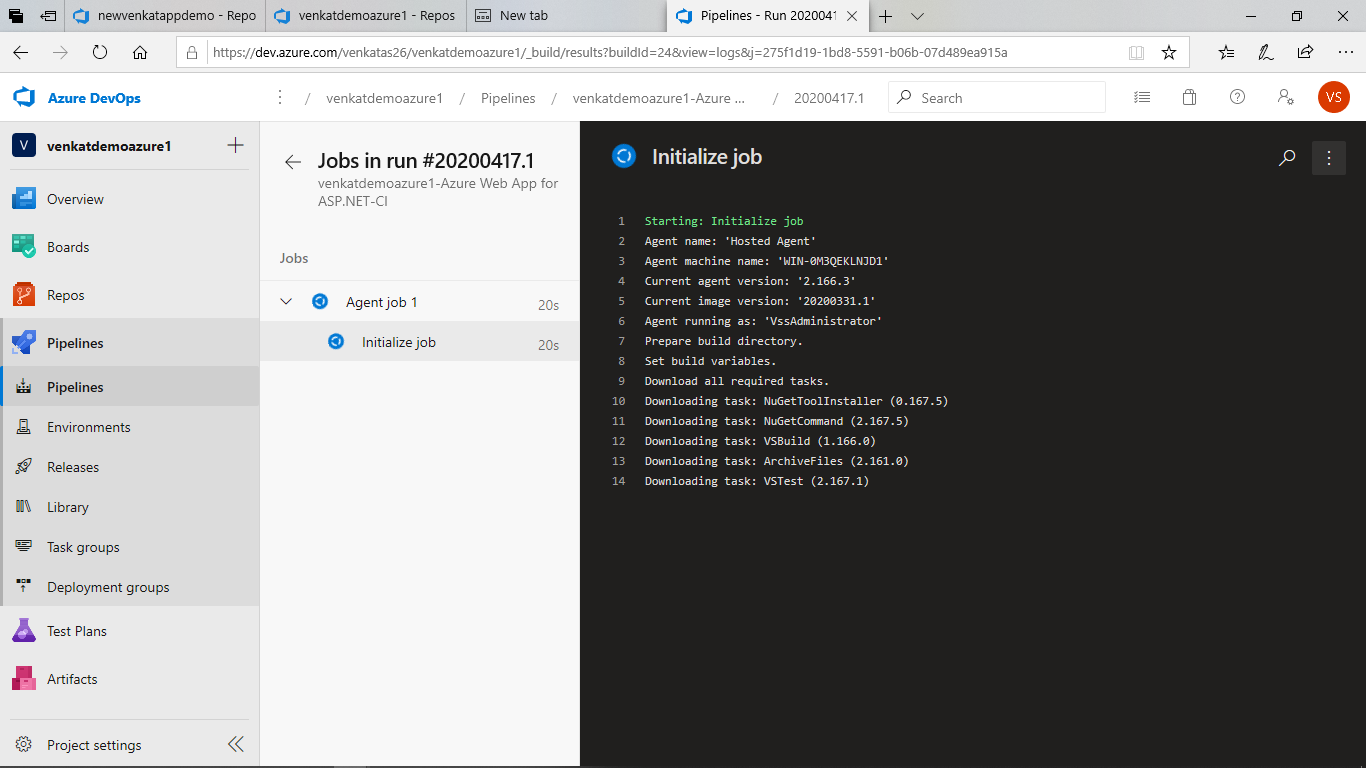 newvenkatappdemo - Repo
venkatdemoazure1 - Repos
New tab
Pipelines - Run 2020041
https://dev.azure.com/venkatas26/venkatdemoazure1/_build/results?buildId=24&view=logs&j=275f1d19-1bd8-5591-b06b-07d489ea915a
Azure DevOps
/ venkatdemoazure1 / Pipelines / venkatdemoazure1-Azure ... / 20200417.1
Search
VS
V venkatdemoazure1
Overview
Boards
Repos
Pipelines
Pipelines
Environments
Releases
Library
Task groups
Deployment groups
Test Plans
Artifacts
Project settings
Jobs in run #20200417.1
venkatdemoazure1-Azure Web App for
ASP.NET-CI
Jobs
Agent job 1 20s
Initialize job 20s
Initialize job
1 Starting: Initialize job
2 Agent name: 'Hosted Agent'
3 Agent machine name: 'WIN-0M3QEKLNJD1'
4 Current agent version: '2.166.3'
5 Current image version: '20200331.1'
6 Agent running as: 'VssAdministrator'
7 Prepare build directory.
8 Set build variables.
9 Download all required tasks.
10 Downloading task: NuGetToolInstaller (0.167.5)
11 Downloading task: NuGetCommand (2.167.5)
12 Downloading task: VSBuild (1.166.0)
13 Downloading task: ArchiveFiles (2.161.0)
14 Downloading task: VSTest (2.167.1)